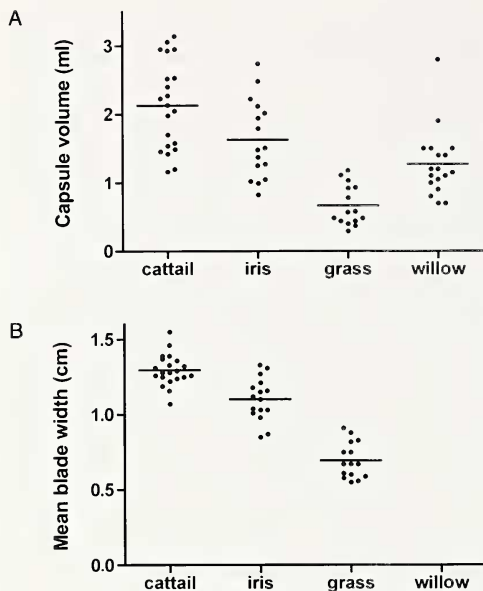 A
Capsule volume (ml)
3
2
1
0
cattail iris grass willow
B
Mean blade width (cm)
1.5
1.0
0.5
0.0
cattail iris grass willow